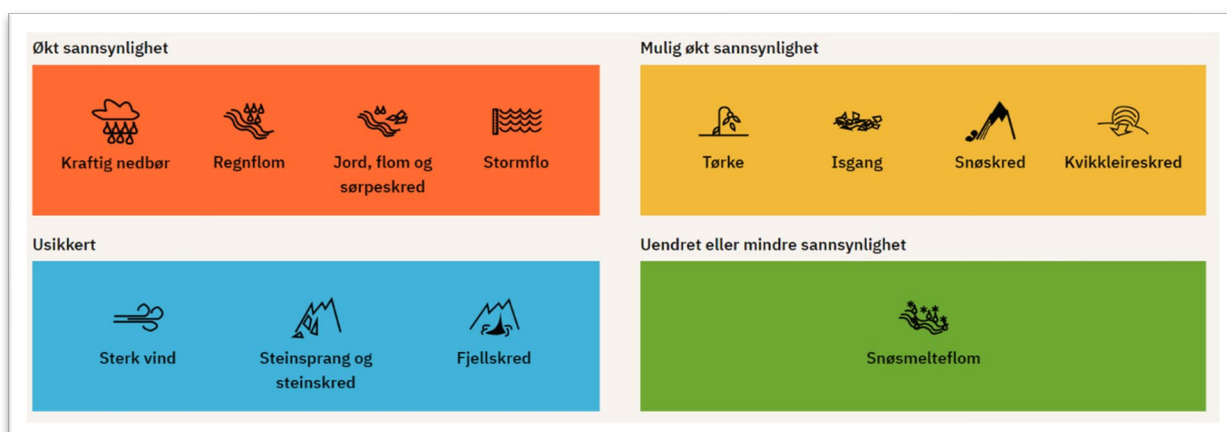 Økt sannsynlighet
Kraftig nedbør
Regnflom
Jord, flom og
sørpeskred
Stormflo
Mulig økt sannsynlighet
Tørke
Isgang
Snøskred
Kvikkleireskred
Usikkert
Sterk vind
Steinsprang og
steinskred
Fjellskred
Uendret eller mindre sannsynlighet
Snøsmelteflom